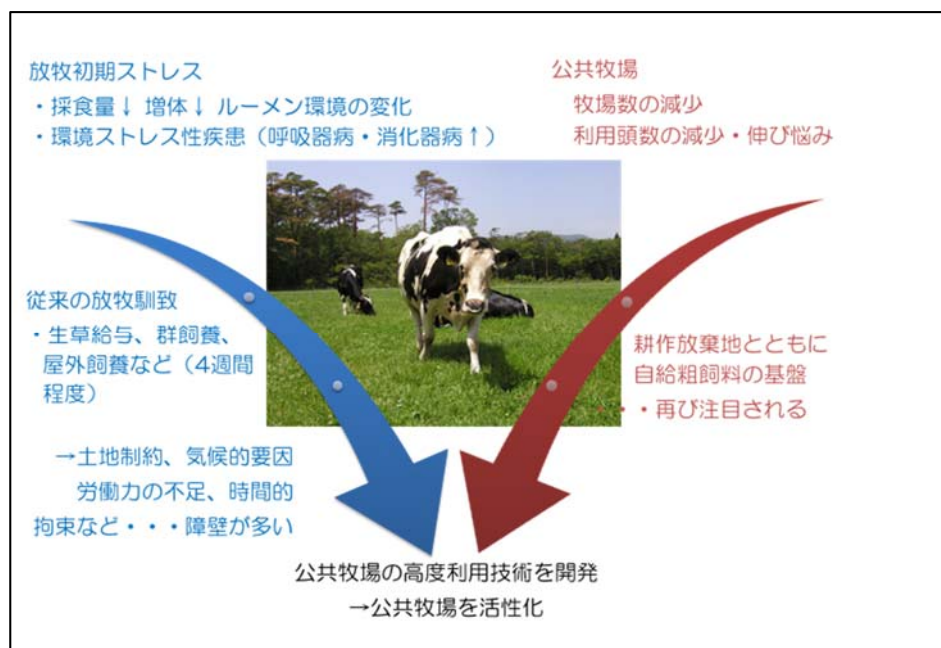 放牧初期ストレス
・採食量↓ 増体↓ ルーメン環境の変化
・環境ストレス性疾患（呼吸器病・消化器病↑）
公共牧場
牧場数の減少
利用頭数の減少・伸び悩み
従来の放牧馴致
・生草給与、群飼養、
屋外飼養など（4週間
程度）
→土地制約、気候的要因
労働力の不足、時間的
拘束など・・・障壁が多い
耕作放棄地とともに
自給粗飼料の基盤
・・・再び注目される
公共牧場の高度利用技術を開発
→公共牧場を活性化